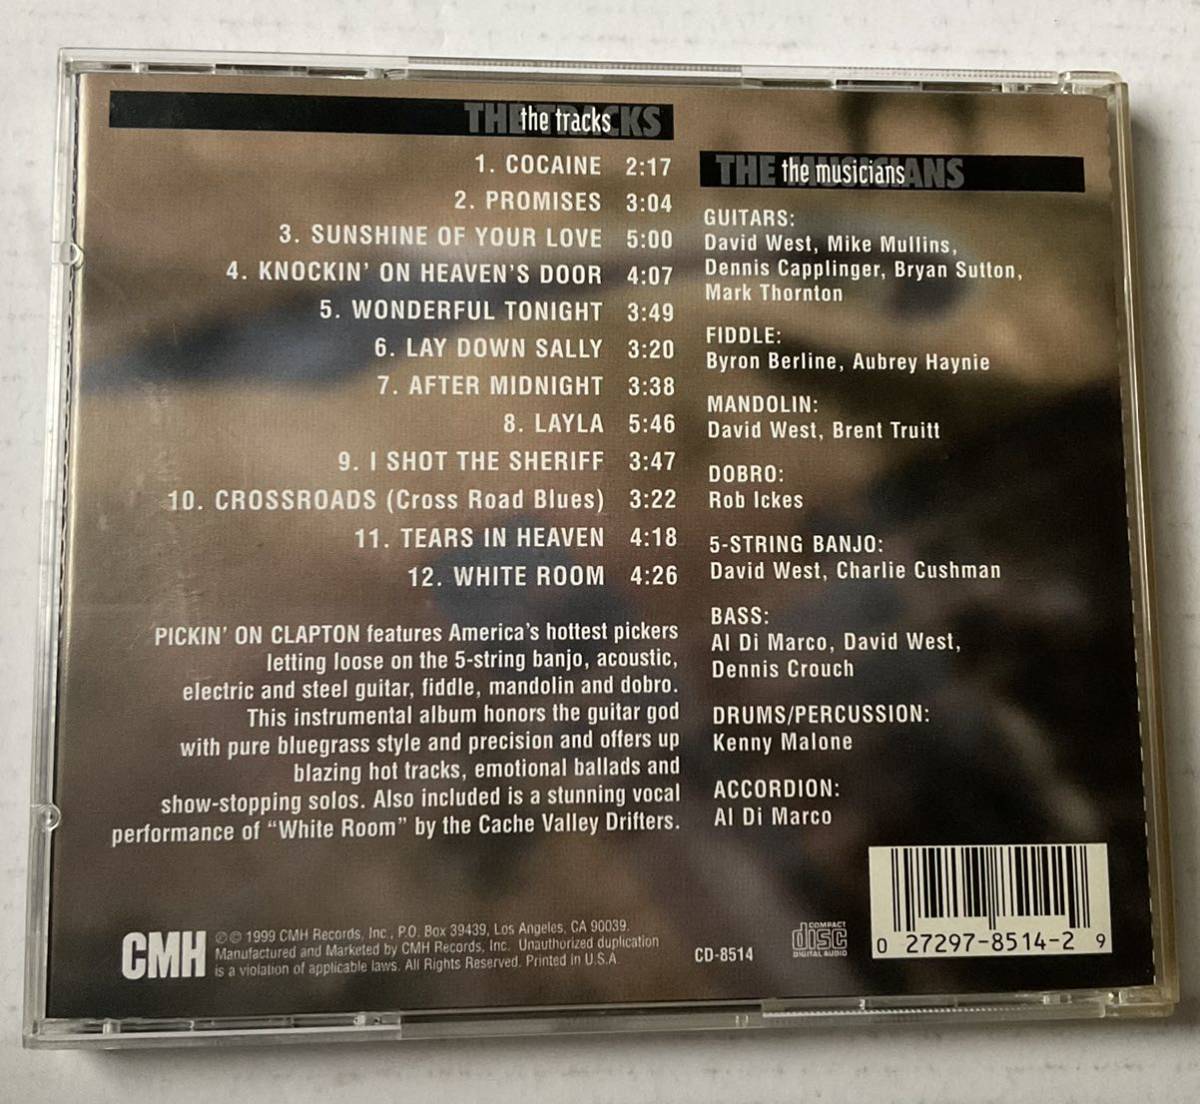 THE TRACKS
the tracks
1. COCAINE 2:17
2. PROMISES 3:04
3. SUNSHINE OF YOUR LOVE 5:00
4. KNOCKIN' ON HEAVEN'S DOOR 4:07
5. WONDERFUL TONIGHT 3:49
6. LAY DOWN SALLY 3:20
7. AFTER MIDNIGHT 3:38
8. LAYLA 5:46
9. I SHOT THE SHERIFF 3:47
10. CROSSROADS (Cross Road Blues) 3:22
11. TEARS IN HEAVEN 4:18
12. WHITE ROOM 4:26
PICKIN' ON CLAPTON features America's hottest pickers
letting loose on the 5-string banjo, acoustic,
electric and steel guitar, fiddle, mandolin and dobro.
This instrumental album honors the guitar god
with pure bluegrass style and precision and offers up
blazing hot tracks, emotional ballads and
show-stopping solos. Also included is a stunning vocal
performance of "White Room" by the Cache Valley Drifters.
THE MUSICIANS
the musicians
GUITARS:
David West, Mike Mullins,
Dennis Capplinger, Bryan Sutton,
Mark Thornton
FIDDLE:
Byron Berline, Aubrey Haynie
MANDOLIN:
David West, Brent Truitt
DOBRO:
Rob Ickes
5-STRING BANJO:
David West, Charlie Cushman
BASS:
Al Di Marco, David West,
Dennis Crouch
DRUMS/PERCUSSION:
Kenny Malone
ACCORDION:
Al Di Marco
CMH
℗© 1999 CMH Records, Inc., P.O. Box 39439, Los Angeles, CA 90039.
Manufactured and Marketed by CMH Records, Inc. Unauthorized duplication
is a violation of applicable laws. All Rights Reserved. Printed in U.S.A.
CD-8514
COMPACT
disc
DIGITAL AUDIO
0 27297-8514-2 9